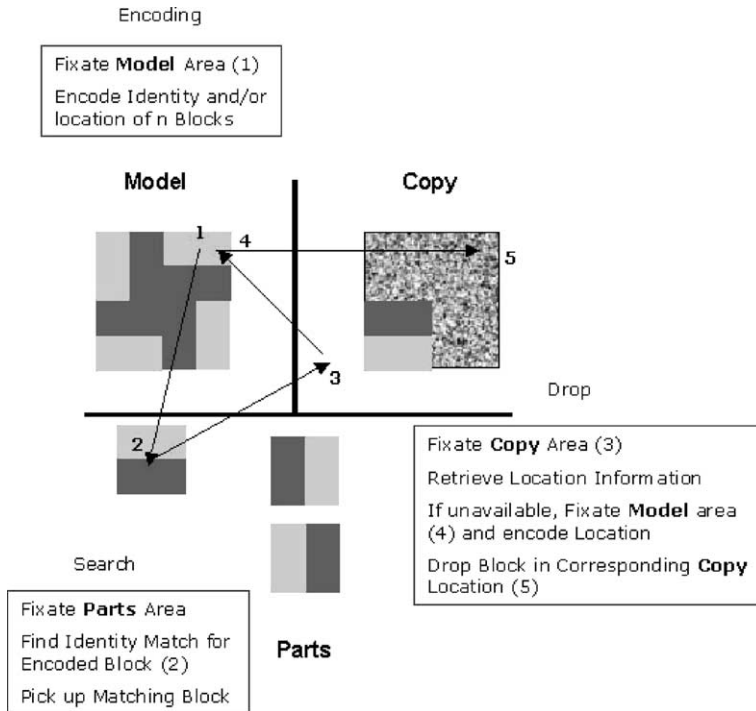 Encoding
Fixate Model Area (1)
Encode Identity and/or
location of n Blocks
Model
Copy
1
4
5
3
2
Drop
Fixate Copy Area (3)
Retrieve Location Information
If unavailable, Fixate Model area
(4) and encode Location
Drop Block in Corresponding Copy
Location (5)
Search
Fixate Parts Area
Find Identity Match for
Encoded Block (2)
Pick up Matching Block
Parts